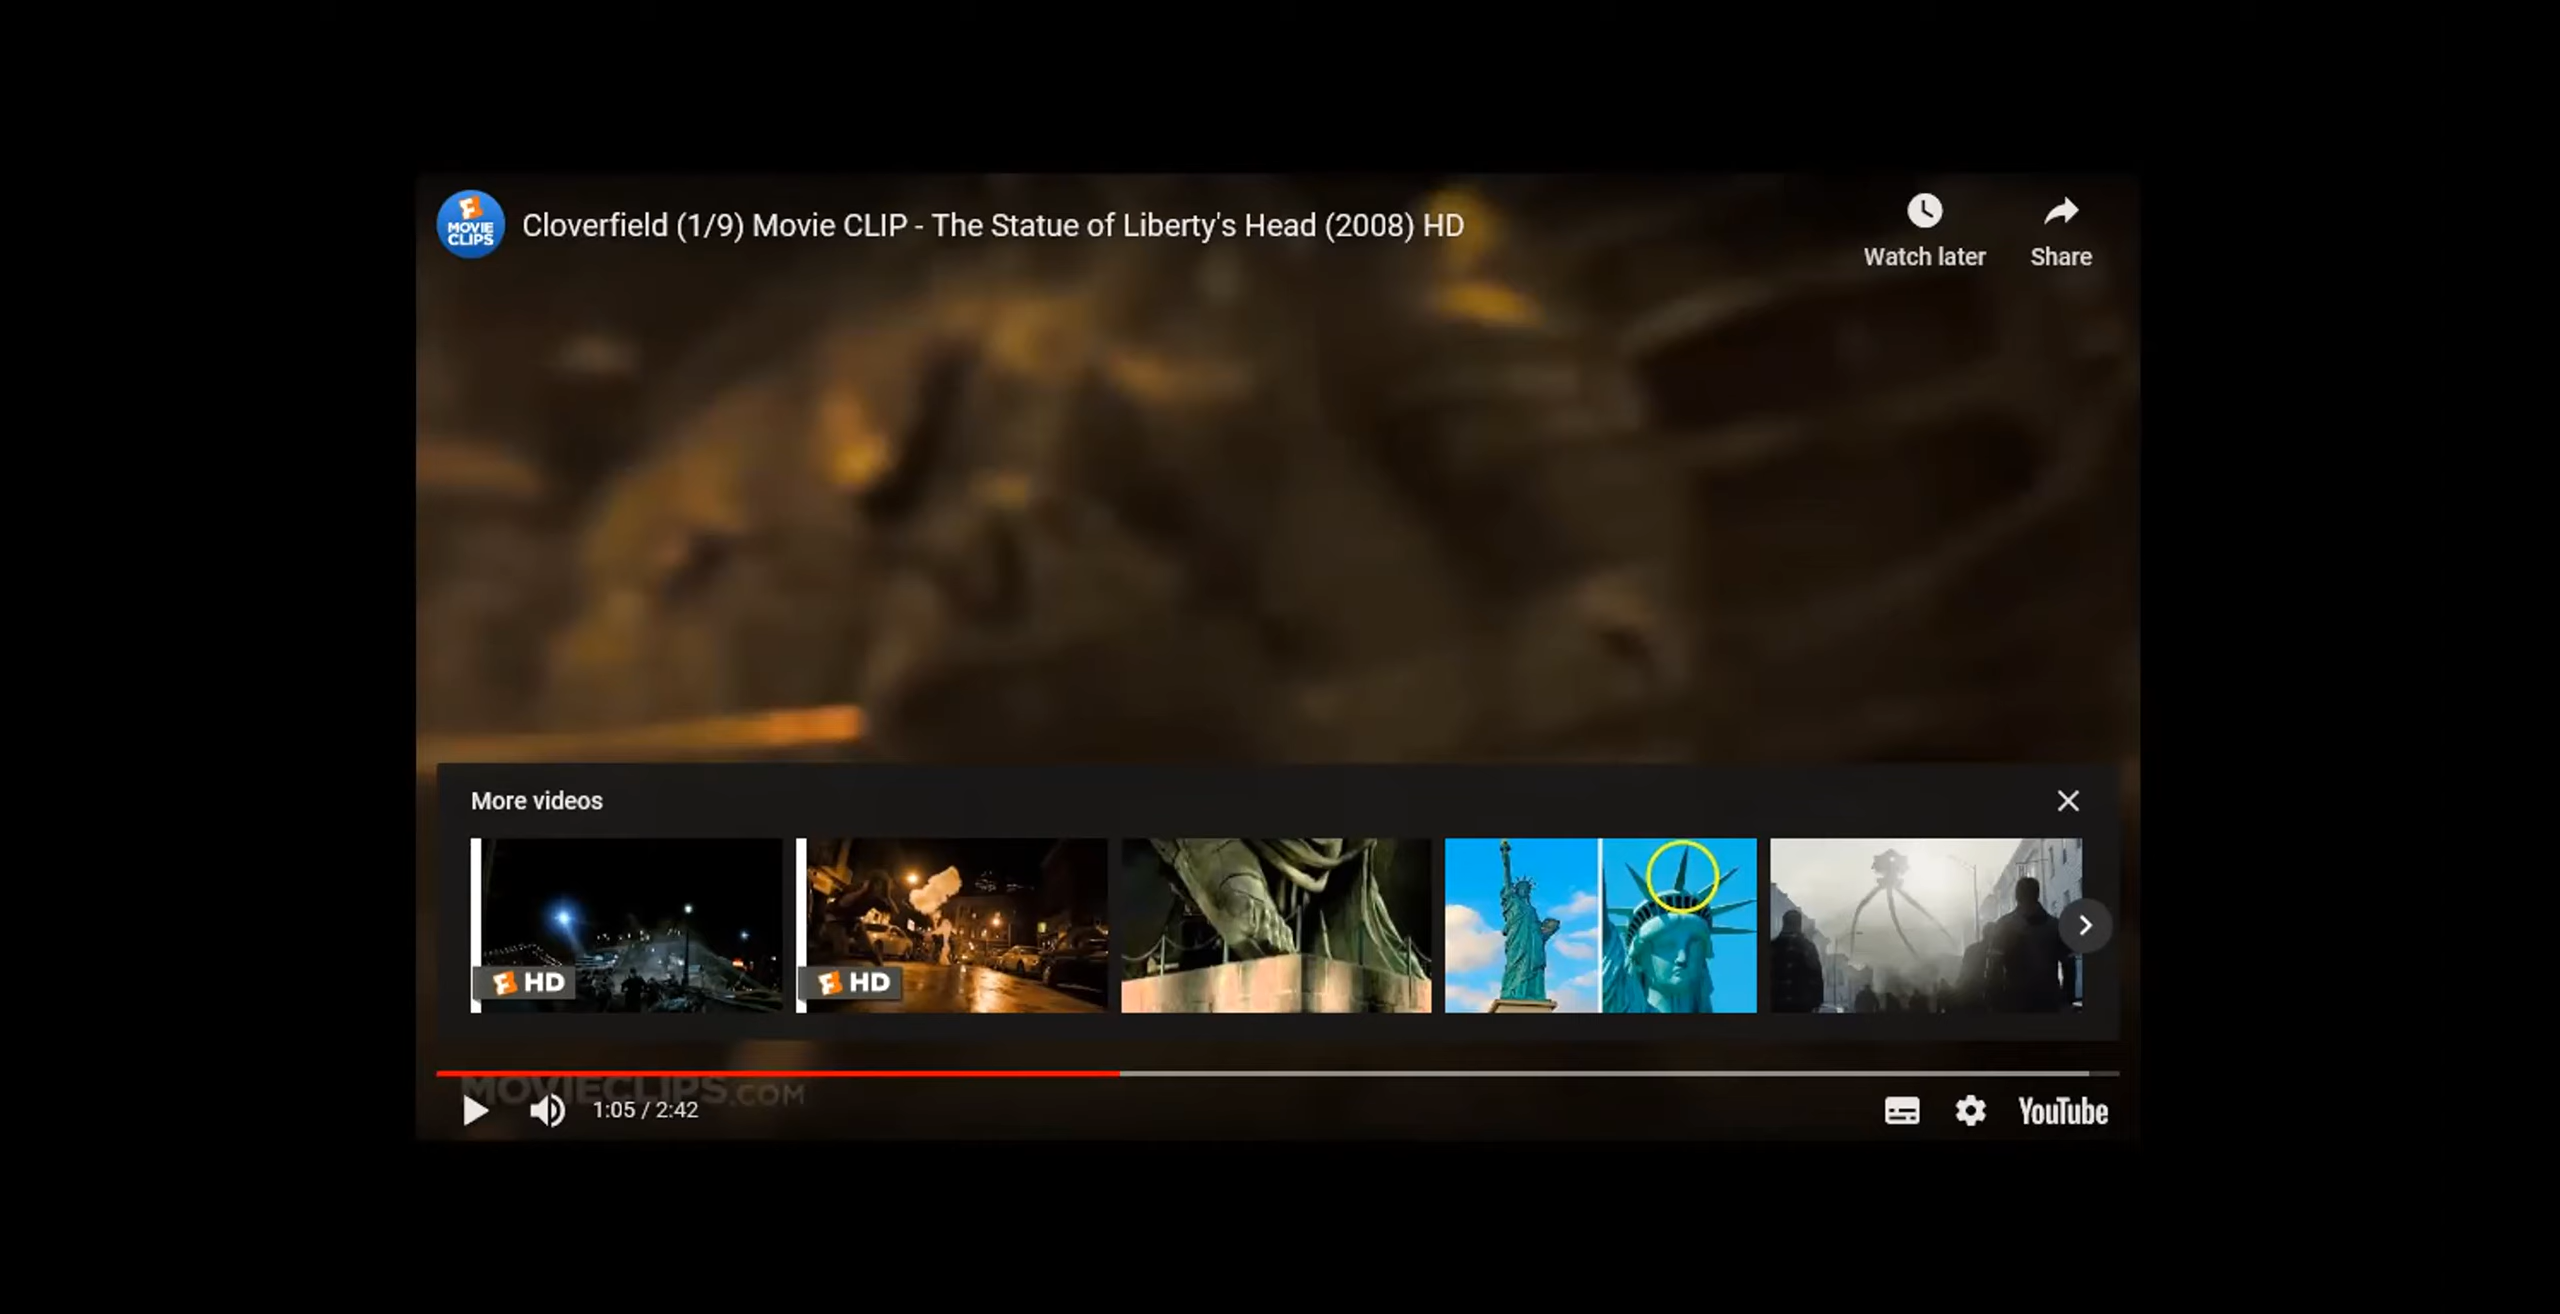 MOVIE
CLIPS
Cloverfield (1/9) Movie CLIP - The Statue of Liberty's Head (2008) HD
Watch later
Share
More videos
HD
HD
MOVIECLIPS.COM
1:05 / 2:42
YouTube